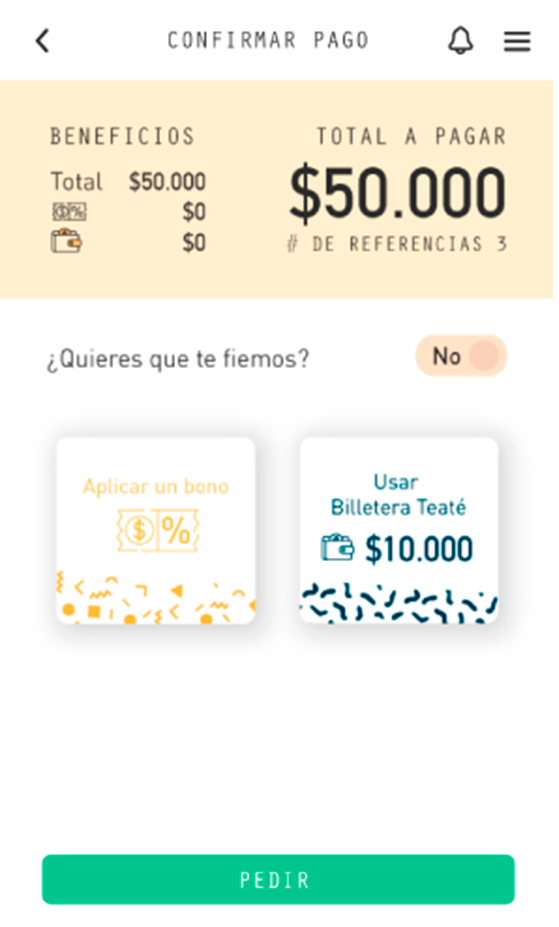 CONFIRMAR PAGO
BENEFICIOS
Total $50.000
$% $0
$0
TOTAL A PAGAR
$50.000
# DE REFERENCIAS 3
¿Quieres que te fiemos?
No
Aplicar un bono
$ %
Usar
Billetera Teaté
$10.000
PEDIR